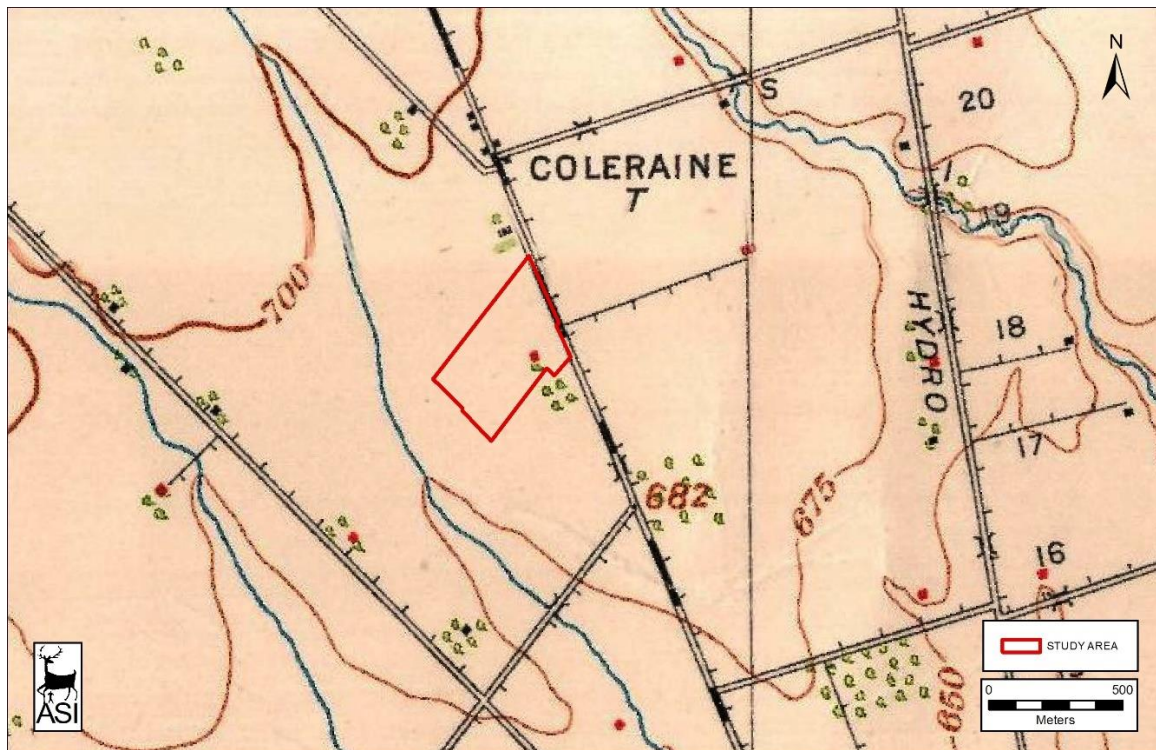 N
20
S
COLERAINE
T
1
19
700
HYDRO
18
17
682
675
16
650
STUDY AREA
0 500
Meters
ASI